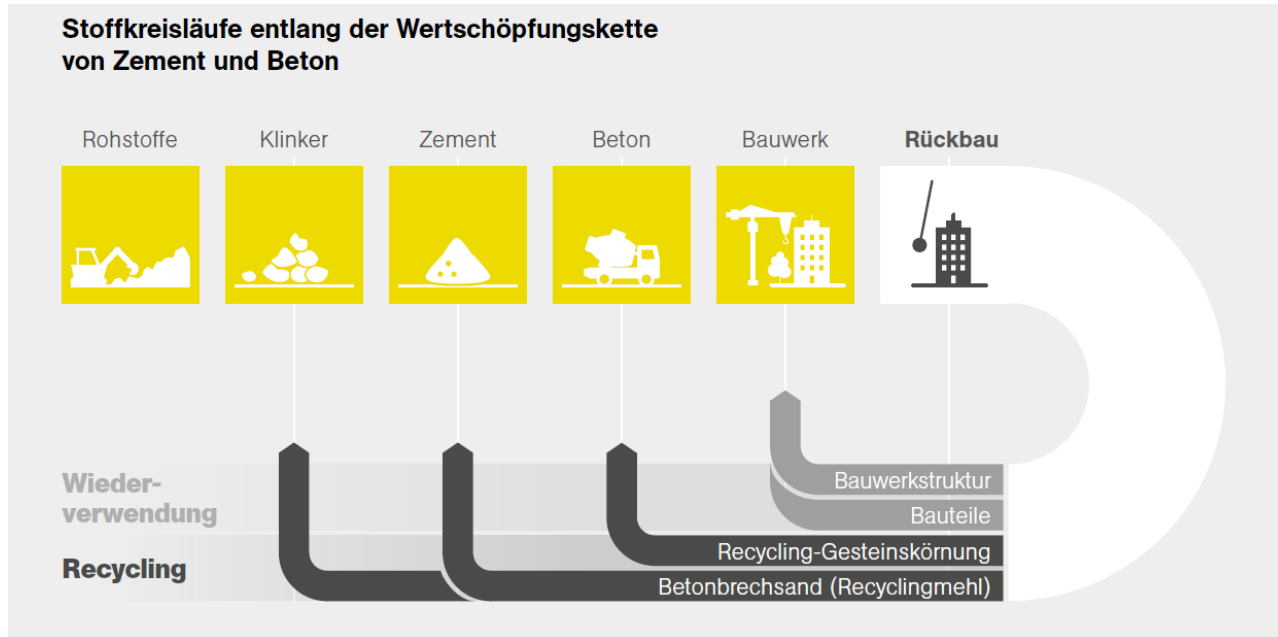 Stoffkreisläufe entlang der Wertschöpfungskette
von Zement und Beton
Rohstoffe
Klinker
Zement
Beton
Bauwerk
Rückbau
Wieder-
verwendung
Bauwerkstruktur
Bauteile
Recycling
Recycling-Gesteinskörnung
Betonbrechsand (Recyclingmehl)